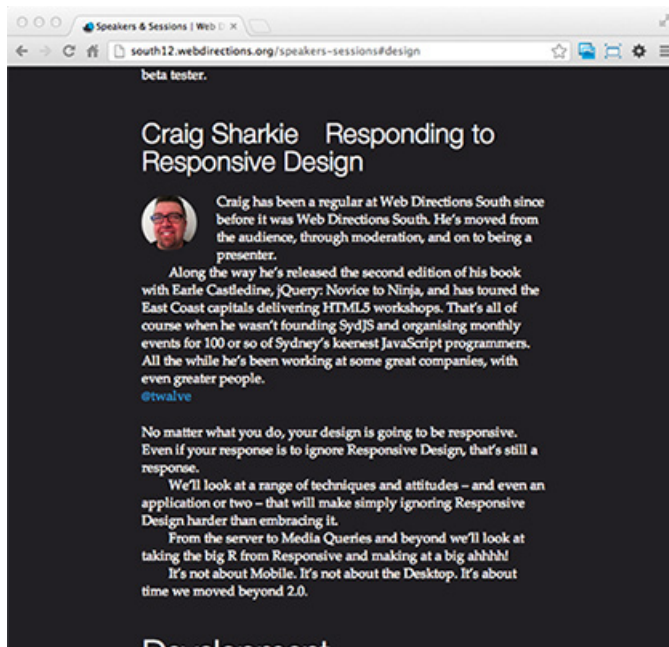 Speakers & Sessions | Web D
south12.webdirections.org/speakers-sessions#design
beta tester.
Craig Sharkie Responding to
Responsive Design
Craig has been a regular at Web Directions South since
before it was Web Directions South. He's moved from
the audience, through moderation, and on to being a
presenter.
Along the way he's released the second edition of his book
with Earle Castledine, jQuery: Novice to Ninja, and has toured the
East Coast capitals delivering HTML5 workshops. That's all of
course when he wasn't founding SydJS and organising monthly
events for 100 or so of Sydney's keenest JavaScript programmers.
All the while he's been working at some great companies, with
even greater people.
@twalve
No matter what you do, your design is going to be responsive.
Even if your response is to ignore Responsive Design, that's still a
response.
We'll look at a range of techniques and attitudes – and even an
application or two – that will make simply ignoring Responsive
Design harder than embracing it.
From the server to Media Queries and beyond we'll look at
taking the big R from Responsive and making at a big ahhhh!
It's not about Mobile. It's not about the Desktop. It's about
time we moved beyond 2.0.
Development